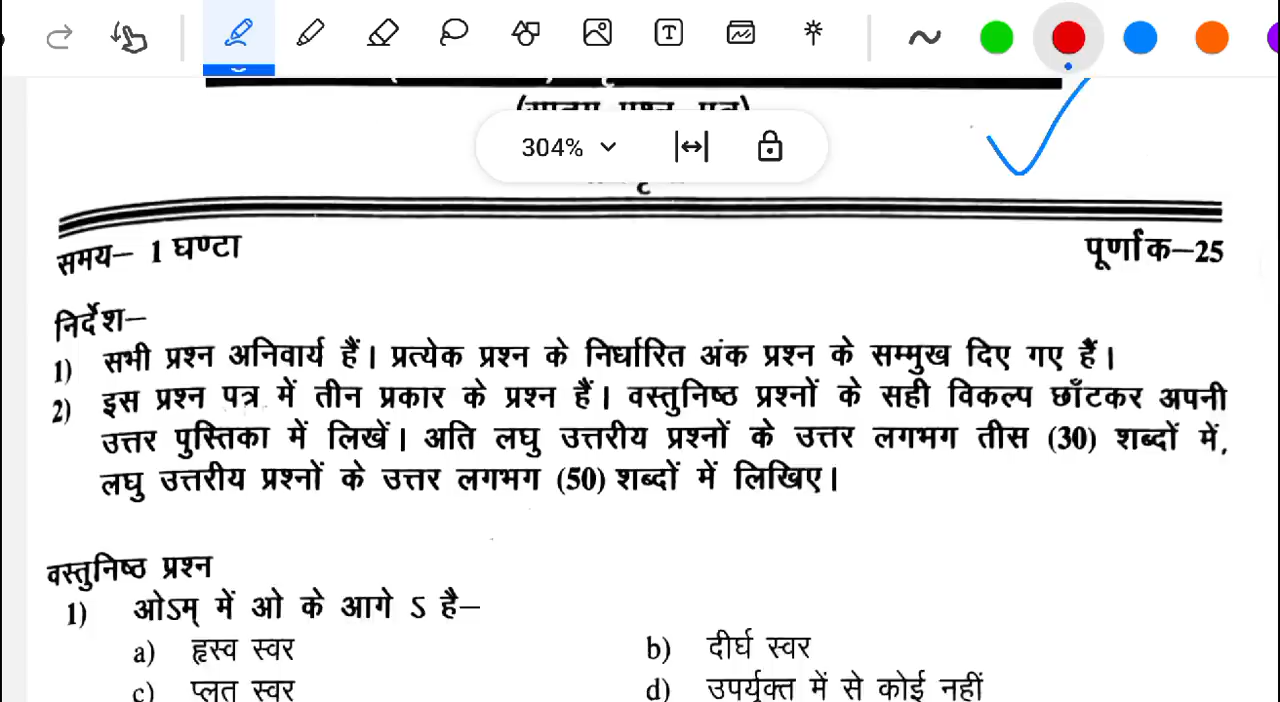 304%
समय– 1 घण्टा
पूर्णांक–25
निर्देश–
1) सभी प्रश्न अनिवार्य हैं। प्रत्येक प्रश्न के निर्धारित अंक प्रश्न के सम्मुख दिए गए हैं।
2) इस प्रश्न पत्र में तीन प्रकार के प्रश्न हैं। वस्तुनिष्ठ प्रश्नों के सही विकल्प छाँटकर अपनी
उत्तर पुस्तिका में लिखें। अति लघु उत्तरीय प्रश्नों के उत्तर लगभग तीस (30) शब्दों में,
लघु उत्तरीय प्रश्नों के उत्तर लगभग (50) शब्दों में लिखिए।
वस्तुनिष्ठ प्रश्न
1) ओऽम् में ओ के आगे ऽ है–
a) हृस्व स्वर
b) दीर्घ स्वर
c) प्लुत स्वर
d) उपर्युक्त में से कोई नहीं